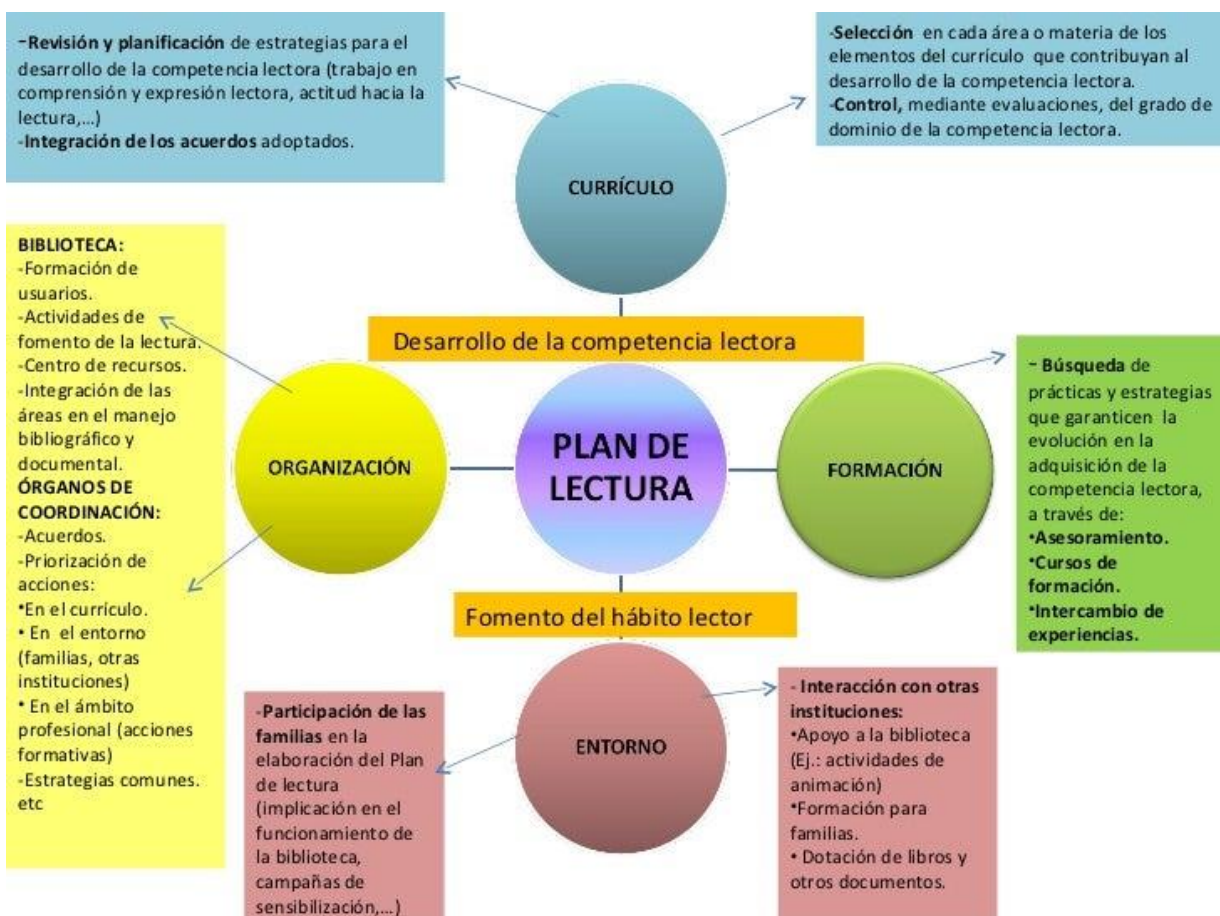 -Revisión y planificación de estrategias para el
desarrollo de la competencia lectora (trabajo en
comprensión y expresión lectora, actitud hacia la
lectura,...)
-Integración de los acuerdos adoptados.
-Selección en cada área o materia de los
elementos del currículo que contribuyan al
desarrollo de la competencia lectora.
-Control, mediante evaluaciones, del grado de
dominio de la competencia lectora.
CURRÍCULO
BIBLIOTECA:
-Formación de
usuarios.
-Actividades de
fomento de la lectura.
-Centro de recursos.
-Integración de las
áreas en el manejo
bibliográfico y
documental.
ÓRGANOS DE
COORDINACIÓN:
-Acuerdos.
-Priorización de
acciones:
•En el currículo.
• En el entorno
(familias, otras
instituciones)
• En el ámbito
profesional (acciones
formativas)
-Estrategias comunes.
etc
Desarrollo de la competencia lectora
ORGANIZACIÓN
PLAN DE
LECTURA
FORMACIÓN
- Búsqueda de
prácticas y estrategias
que garanticen la
evolución en la
adquisición de la
competencia lectora,
a través de:
•Asesoramiento.
•Cursos de
formación.
•Intercambio de
experiencias.
Fomento del hábito lector
ENTORNO
-Participación de las
familias en la
elaboración del Plan
de lectura
(implicación en el
funcionamiento de
la biblioteca,
campañas de
sensibilización,...)
- Interacción con otras
instituciones:
•Apoyo a la biblioteca
(Ej.: actividades de
animación)
•Formación para
familias.
• Dotación de libros y
otros documentos.